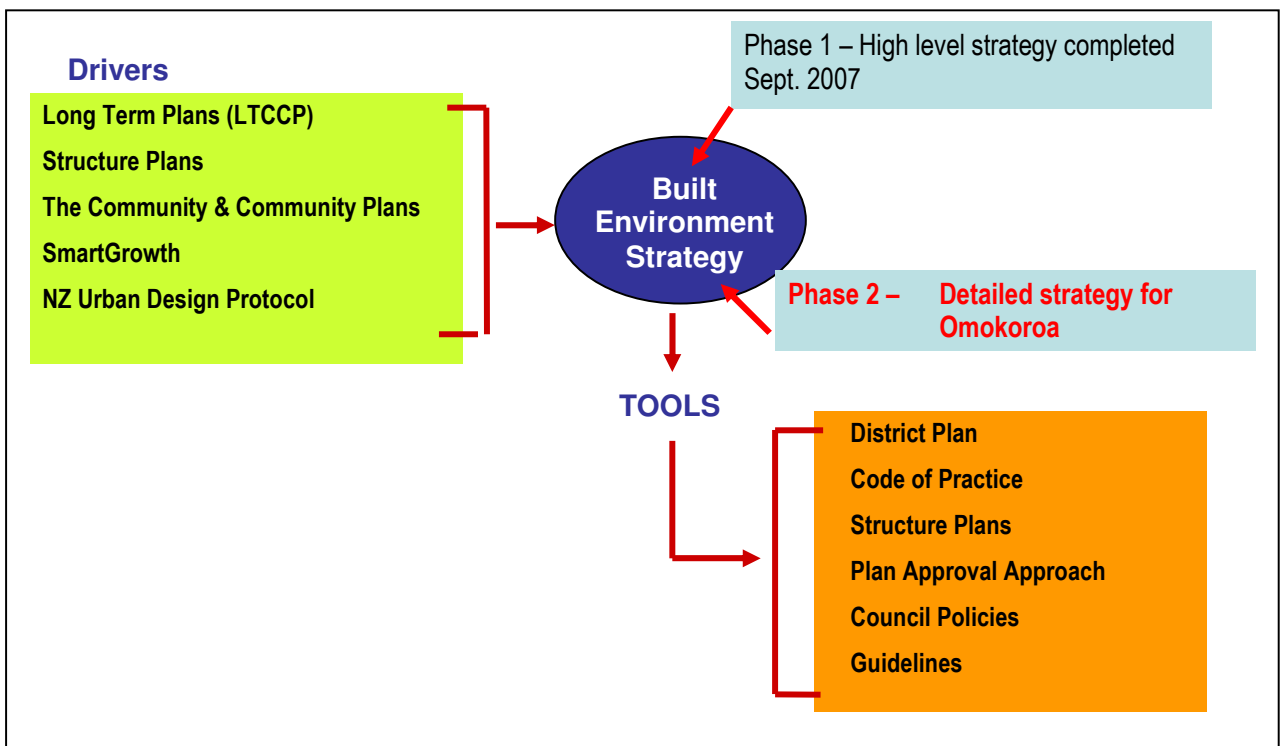 Drivers
Long Term Plans (LTCCP)
Structure Plans
The Community & Community Plans
SmartGrowth
NZ Urban Design Protocol
Phase 1 – High level strategy completed
Sept. 2007
Built
Environment
Strategy
Phase 2 – Detailed strategy for
Omokoroa
TOOLS
District Plan
Code of Practice
Structure Plans
Plan Approval Approach
Council Policies
Guidelines